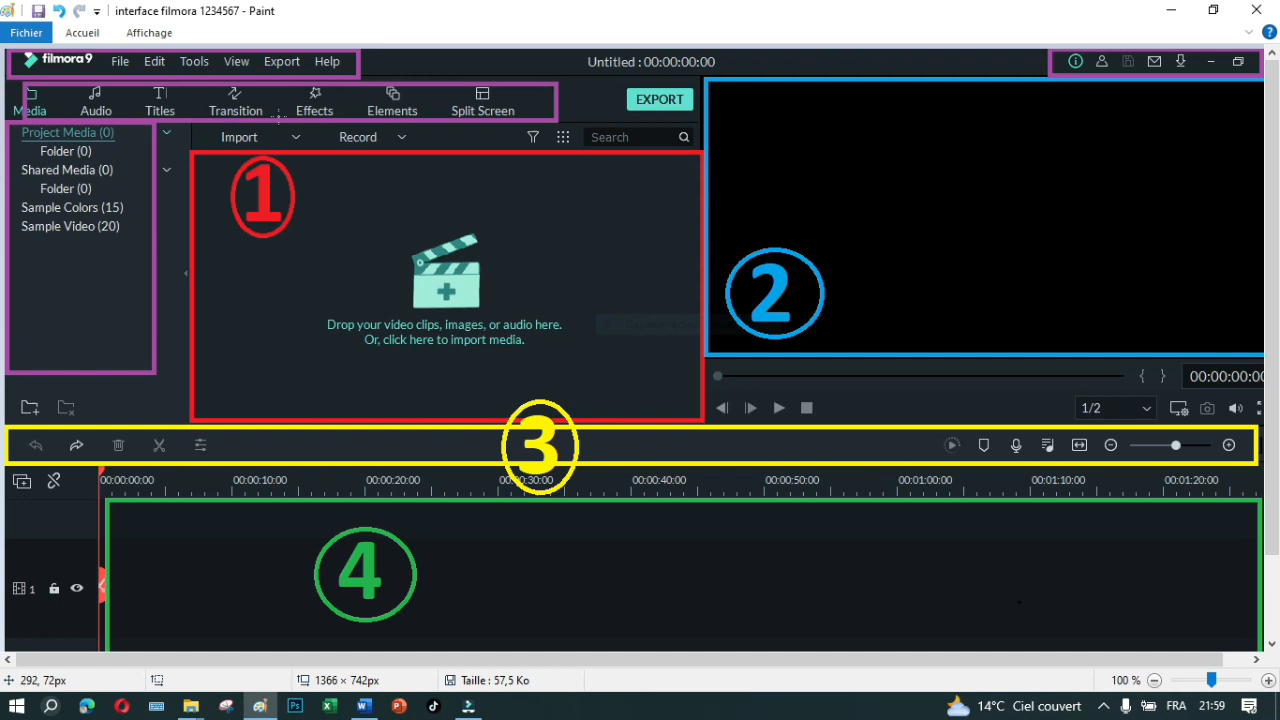 interface filmora 1234567 - Paint
Fichier Accueil Affichage
filmora 9 File Edit Tools View Export Help Untitled : 00:00:00:00
Media Audio Titles Transition Effects Elements Split Screen EXPORT
Project Media (0) Import Record Search
Folder (0)
Shared Media (0)
Folder (0)
Sample Colors (15)
Sample Video (20)
1
2
Drop your video clips, images, or audio here.
Or, click here to import media.
00:00:00:00
1/2
3
00:00:00:00 00:00:10:00 00:00:20:00 00:00:30:00 00:00:40:00 00:00:50:00 00:01:00:00 00:01:10:00 00:01:20:00
4
1
292, 72px 1366 × 742px Taille : 57,5 Ko 100 %
14°C Ciel couvert FRA 21:59